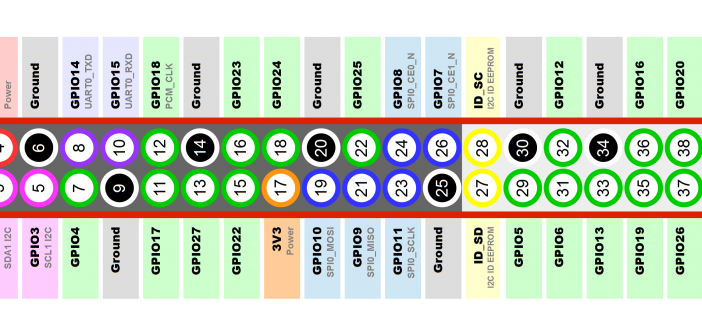 Power
Ground
GPIO14
UART0_TXD
GPIO15
UART0_RXD
GPIO18
PCM_CLK
Ground
GPIO23
GPIO24
Ground
GPIO25
GPIO8
SPI0_CE0_N
GPIO7
SPI0_CE1_N
ID_SC
I2C ID EEPROM
Ground
GPIO12
Ground
GPIO16
GPIO20
4 6 8 10 12 14 16 18 20 22 24 26 28 30 32 34 36 38
3 5 7 9 11 13 15 17 19 21 23 25 27 29 31 33 35 37
SDA1 I2C
GPIO3
SCL1 I2C
GPIO4
Ground
GPIO17
GPIO27
GPIO22
3V3
Power
GPIO10
SPI0_MOSI
GPIO9
SPI0_MISO
GPIO11
SPI0_SCLK
Ground
ID_SD
I2C ID EEPROM
GPIO5
GPIO6
GPIO13
GPIO19
GPIO26